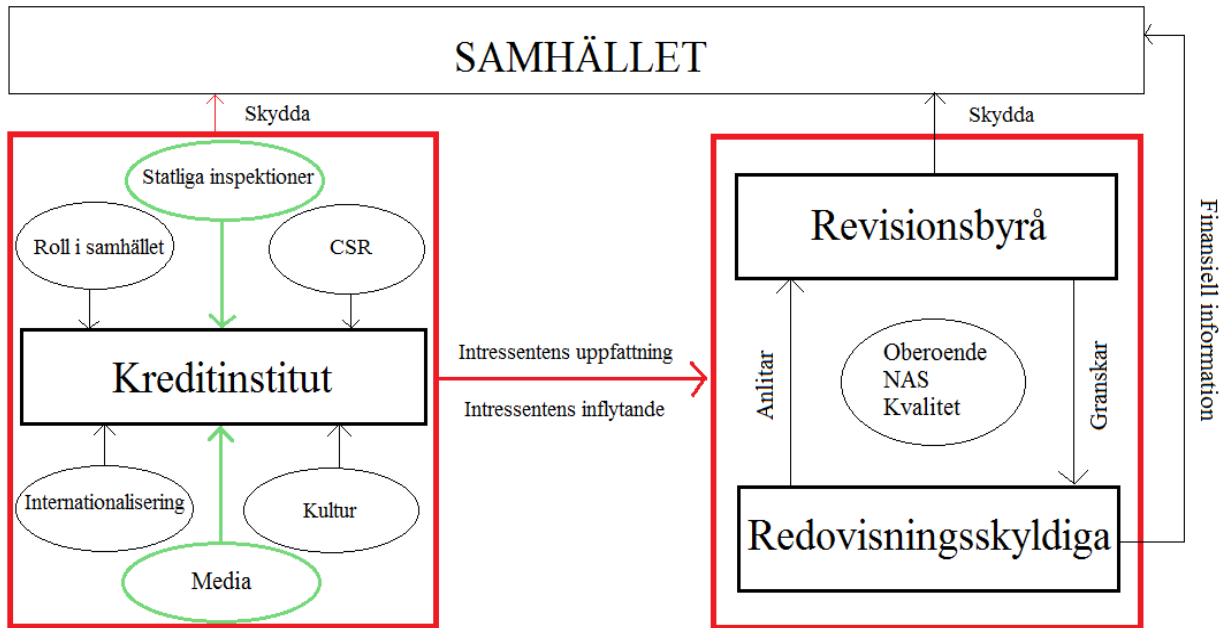 SAMHÄLLET
Skydda
Statliga inspektioner
Roll i samhället
CSR
Kreditinstitut
Internationalisering
Kultur
Media
Intressentens uppfattning
Intressentens inflytande
Skydda
Revisionsbyrå
Anlitar
Oberoende
NAS
Kvalitet
Granskar
Redovisningsskyldiga
Finansiell information